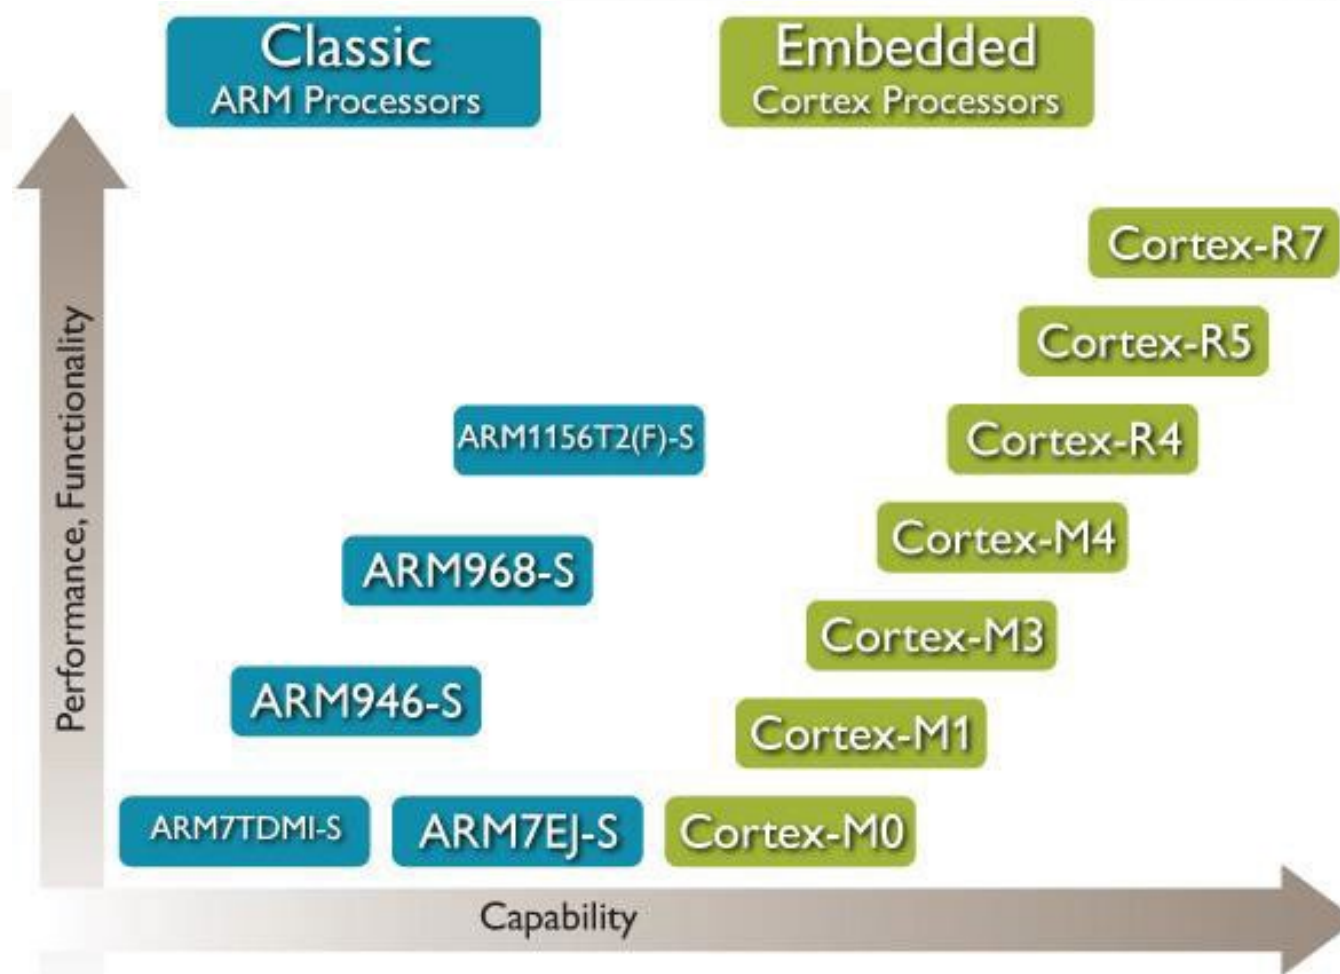 Classic
ARM Processors
Embedded
Cortex Processors
Performance, Functionality
Cortex-R7
Cortex-R5
ARM1156T2(F)-S
Cortex-R4
Cortex-M4
ARM968-S
Cortex-M3
ARM946-S
Cortex-M1
ARM7TDMI-S
ARM7EJ-S
Cortex-M0
Capability